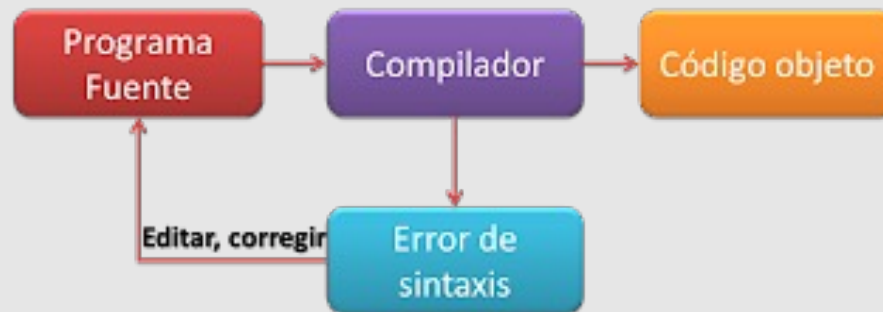 Programa
Fuente
Compilador
Código objeto
Editar, corregir
Error de
sintaxis